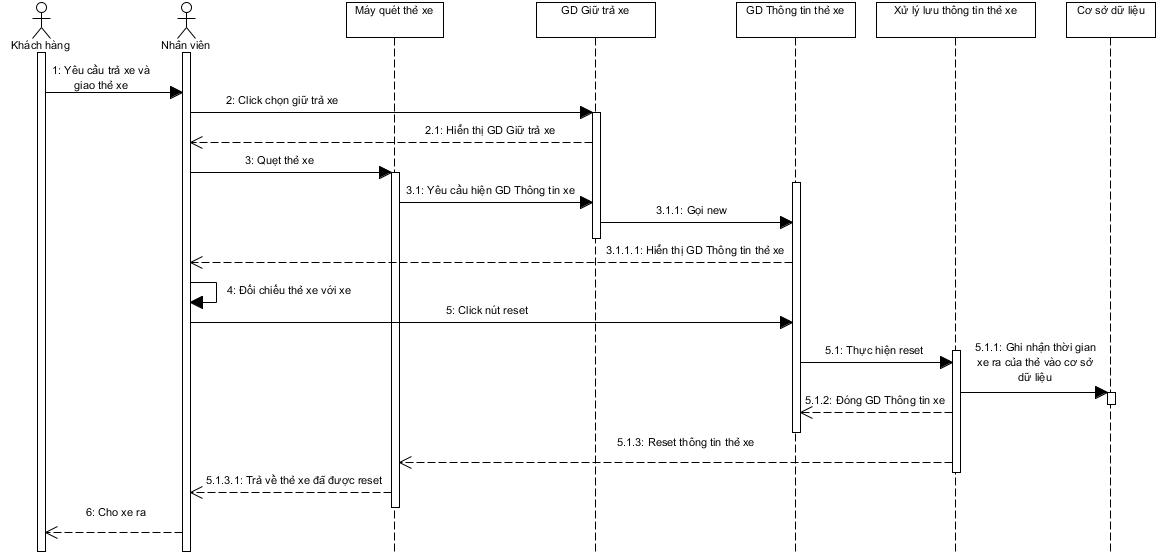 Máy quét thẻ xe
GD Giữ trả xe
GD Thông tin thẻ xe
Xử lý lưu thông tin thẻ xe
Cơ sở dữ liệu
Khách hàng
Nhân viên
1: Yêu cầu trả xe và
giao thẻ xe
2: Click chọn giữ trả xe
2.1: Hiển thị GD Giữ trả xe
3: Quẹt thẻ xe
3.1: Yêu cầu hiện GD Thông tin xe
3.1.1: Gọi new
3.1.1.1: Hiển thị GD Thông tin thẻ xe
4: Đối chiếu thẻ xe với xe
5: Click nút reset
5.1: Thực hiện reset
5.1.1: Ghi nhận thời gian
xe ra của thẻ vào cơ sở
dữ liệu
5.1.2: Đóng GD Thông tin xe
5.1.3: Reset thông tin thẻ xe
5.1.3.1: Trả về thẻ xe đã được reset
6: Cho xe ra